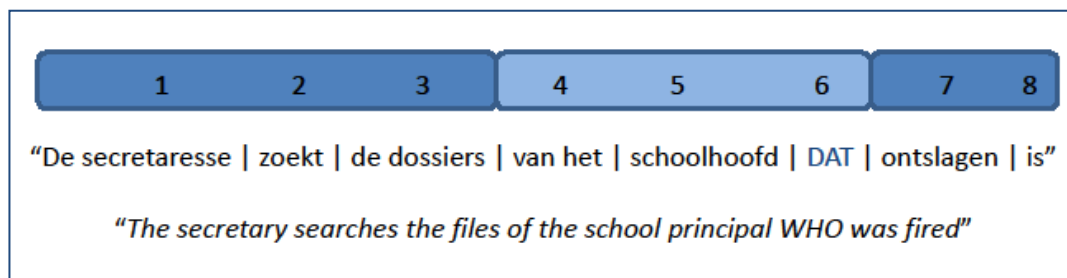 1 2 3 4 5 6 7 8
“De secretaresse | zoekt | de dossiers | van het | schoolhoofd | DAT | ontslagen | is”
“The secretary searches the files of the school principal WHO was fired”